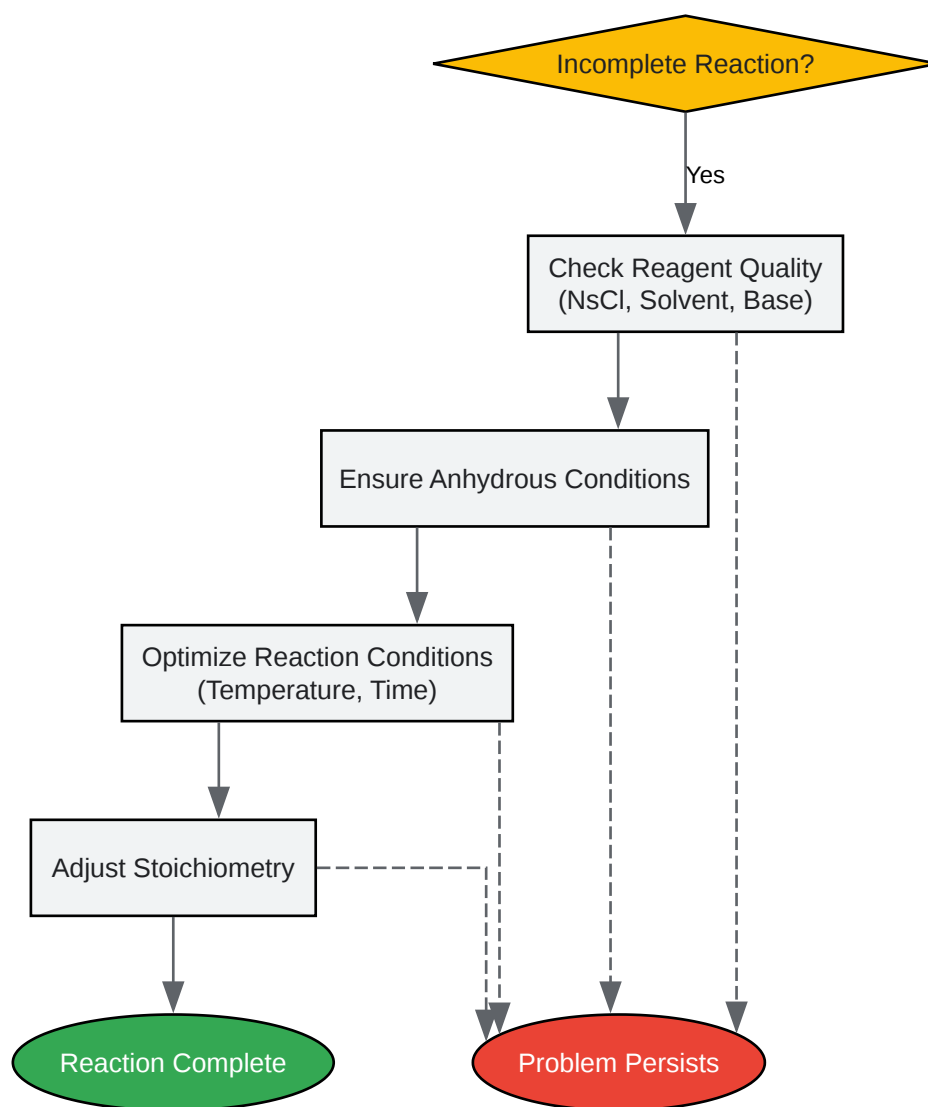 Incomplete Reaction?
Yes
Check Reagent Quality
(NsCl, Solvent, Base)
Ensure Anhydrous Conditions
Optimize Reaction Conditions
(Temperature, Time)
Adjust Stoichiometry
Reaction Complete
Problem Persists